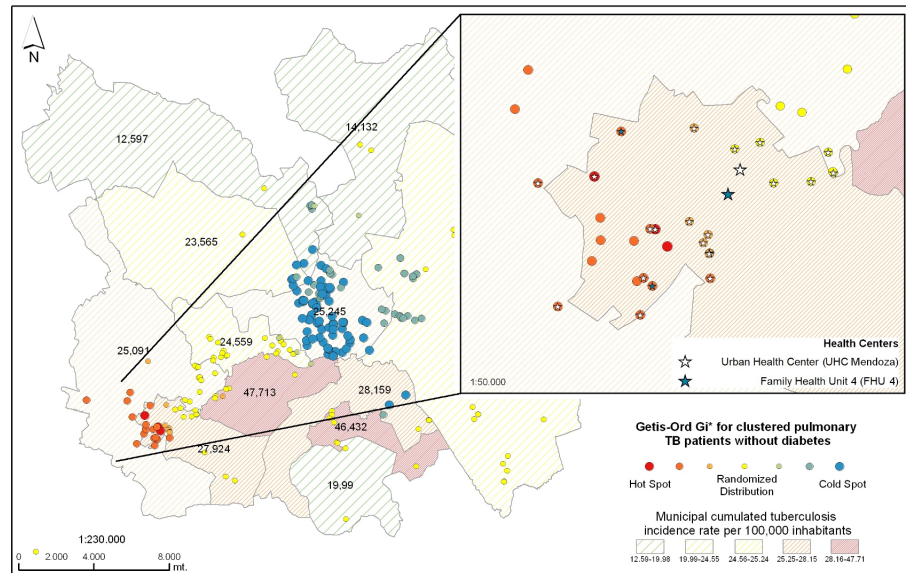 N
12,597
14,132
23,565
25,245
24,559
25,091
47,713
28,159
46,432
27,924
19,99
1:230.000
0 2.000 4.000 8.000
mt.
Health Centers
Urban Health Center (UHC Mendoza)
Family Health Unit 4 (FHU 4)
1:50.000
Getis-Ord Gi* for clustered pulmonary
TB patients without diabetes
Hot Spot Randomized Distribution Cold Spot
Municipal cumulated tuberculosis
incidence rate per 100,000 inhabitants
12.59-19.98 19.99-24.55 24.56-25.24 25.25-28.15 28.16-47.71